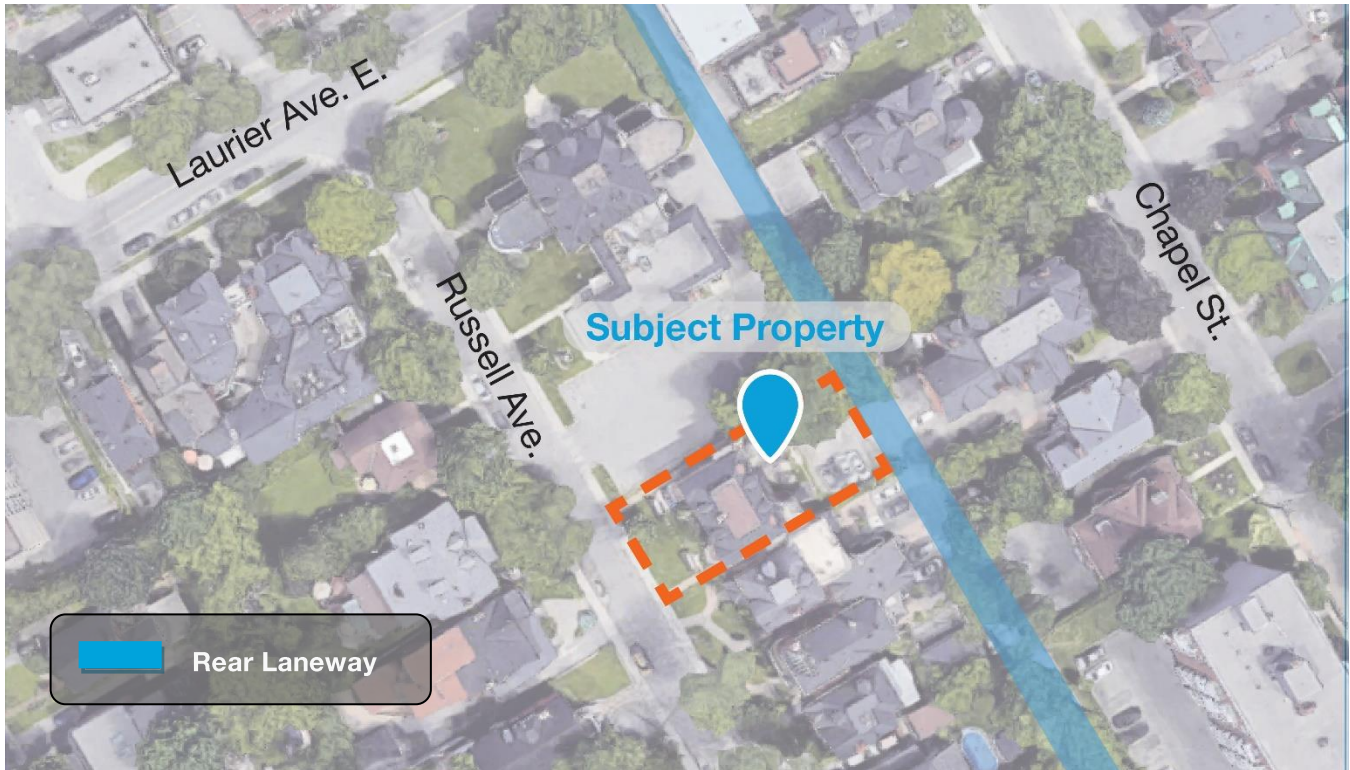 Laurier Ave. E.
Russell Ave.
Chapel St.
Subject Property
Rear Laneway